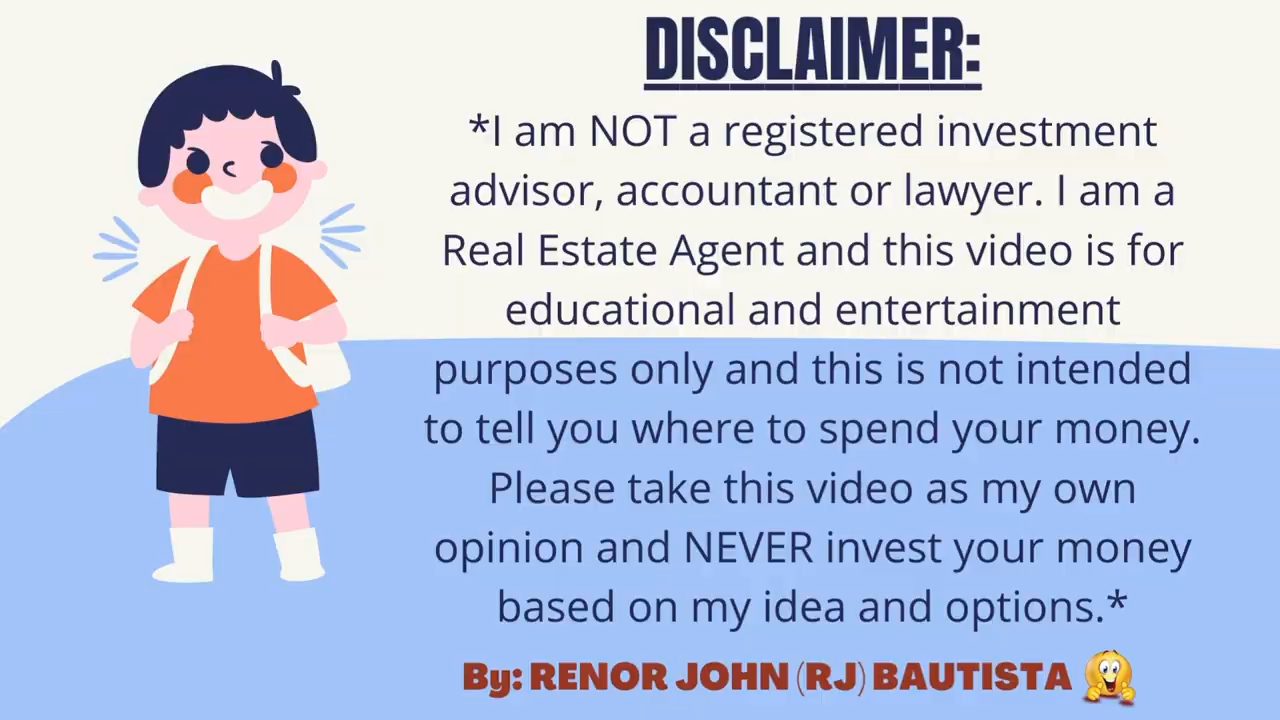 DISCLAIMER:
*I am NOT a registered investment
advisor, accountant or lawyer. I am a
Real Estate Agent and this video is for
educational and entertainment
purposes only and this is not intended
to tell you where to spend your money.
Please take this video as my own
opinion and NEVER invest your money
based on my idea and options.*
By: RENOR JOHN (RJ) BAUTISTA